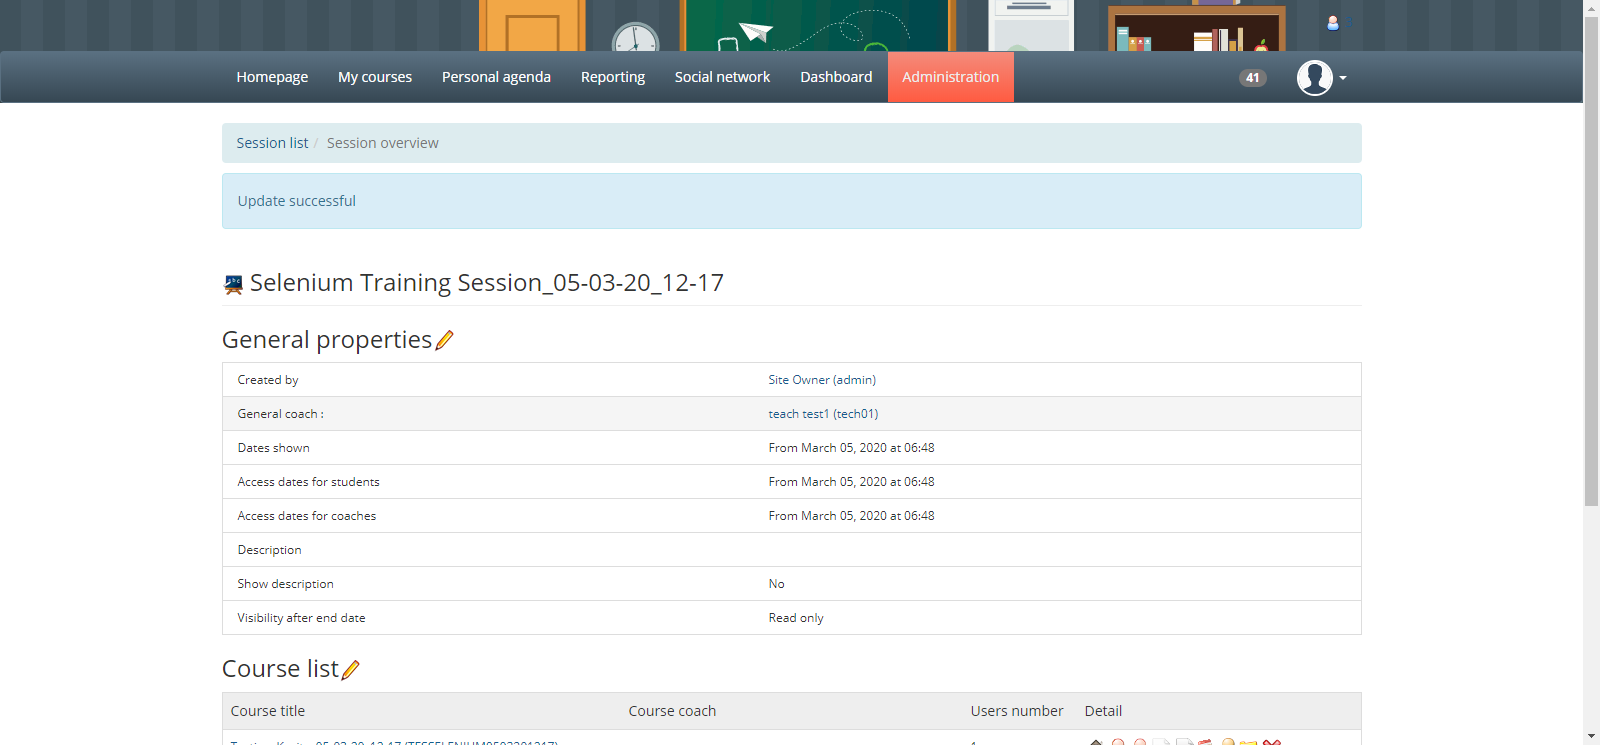 Homepage My courses Personal agenda Reporting Social network Dashboard Administration 41
Session list / Session overview
Update successful
Selenium Training Session_05-03-20_12-17
General properties
Created by Site Owner (admin)
General coach : teach test1 (tech01)
Dates shown From March 05, 2020 at 06:48
Access dates for students From March 05, 2020 at 06:48
Access dates for coaches From March 05, 2020 at 06:48
Description
Show description No
Visibility after end date Read only
Course list
Course title Course coach Users number Detail